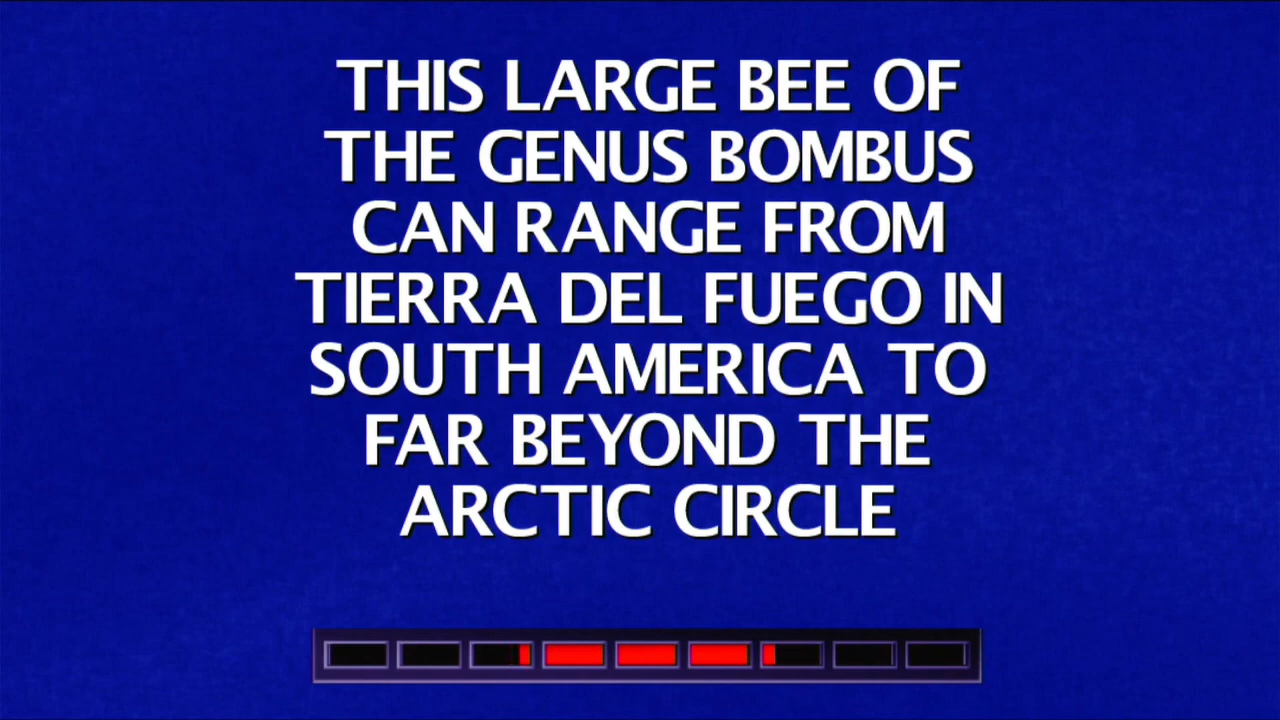 THIS LARGE BEE OF
THE GENUS BOMBUS
CAN RANGE FROM
TIERRA DEL FUEGO IN
SOUTH AMERICA TO
FAR BEYOND THE
ARCTIC CIRCLE